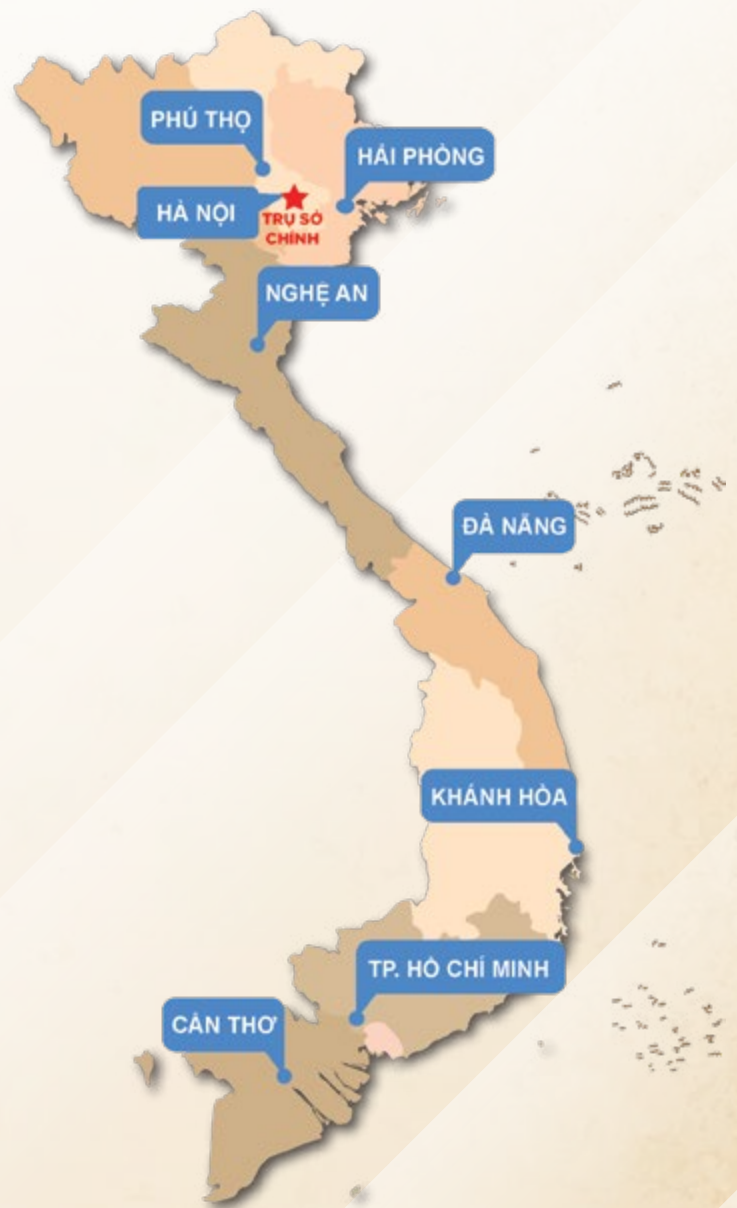 PHÚ THỌ
HẢI PHÒNG
HÀ NỘI
TRỤ SỞ
CHÍNH
NGHỆ AN
ĐÀ NẴNG
KHÁNH HÒA
TP. HỒ CHÍ MINH
CẦN THƠ